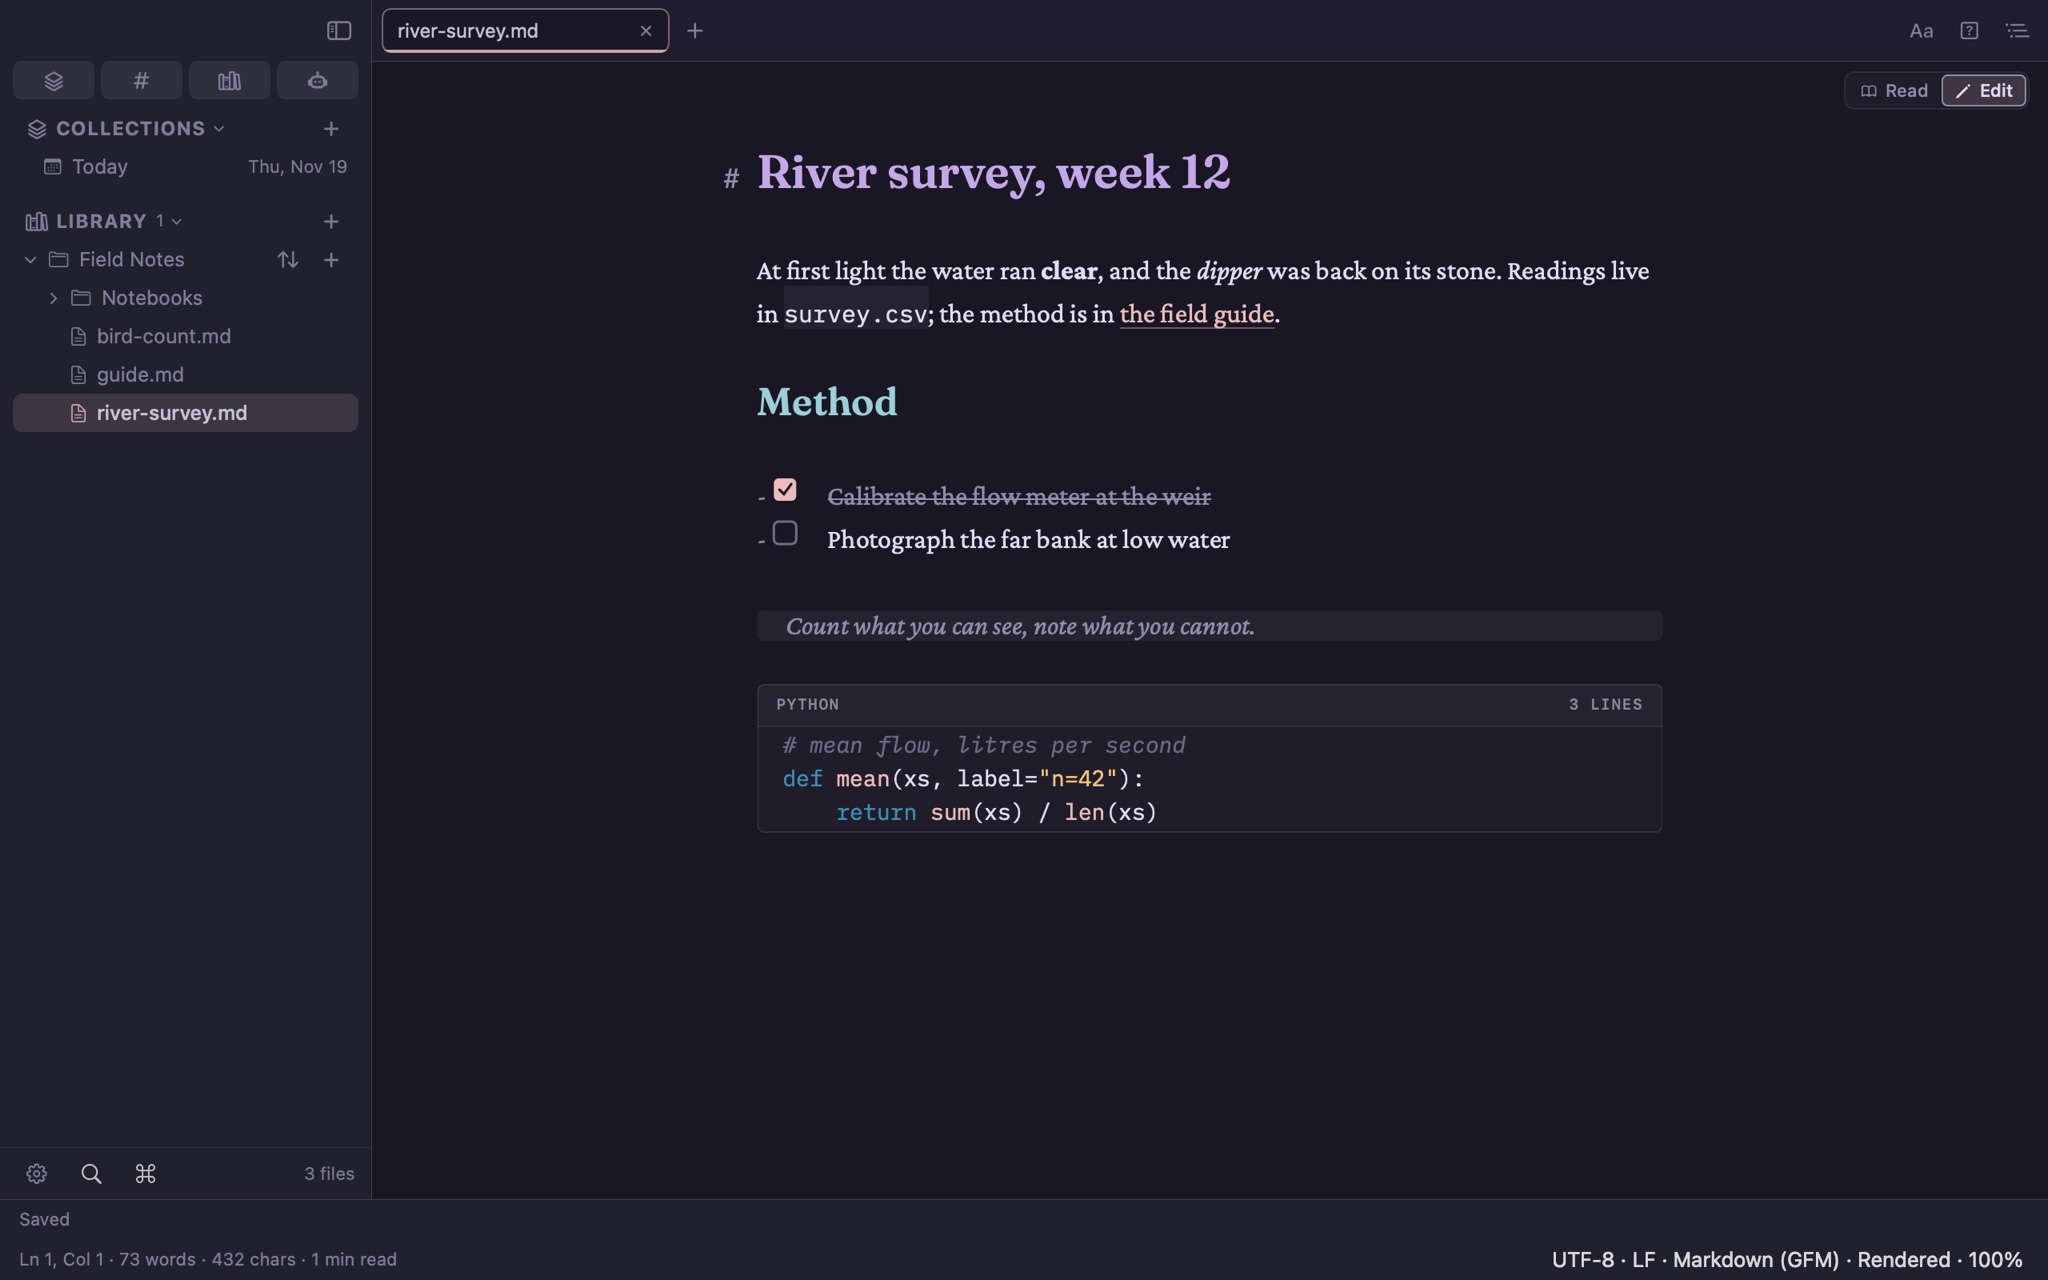 river-survey.md
Aa
Read
Edit
#
COLLECTIONS
Today
Thu, Nov 19
LIBRARY 1
Field Notes
Notebooks
bird-count.md
guide.md
river-survey.md
# River survey, week 12
At first light the water ran clear, and the dipper was back on its stone. Readings live
in survey.csv; the method is in the field guide.
Method
- Calibrate the flow meter at the weir
- Photograph the far bank at low water
Count what you can see, note what you cannot.
PYTHON
3 LINES
# mean flow, litres per second
def mean(xs, label="n=42"):
    return sum(xs) / len(xs)
3 files
Saved
Ln 1, Col 1 · 73 words · 432 chars · 1 min read
UTF-8 · LF · Markdown (GFM) · Rendered · 100%